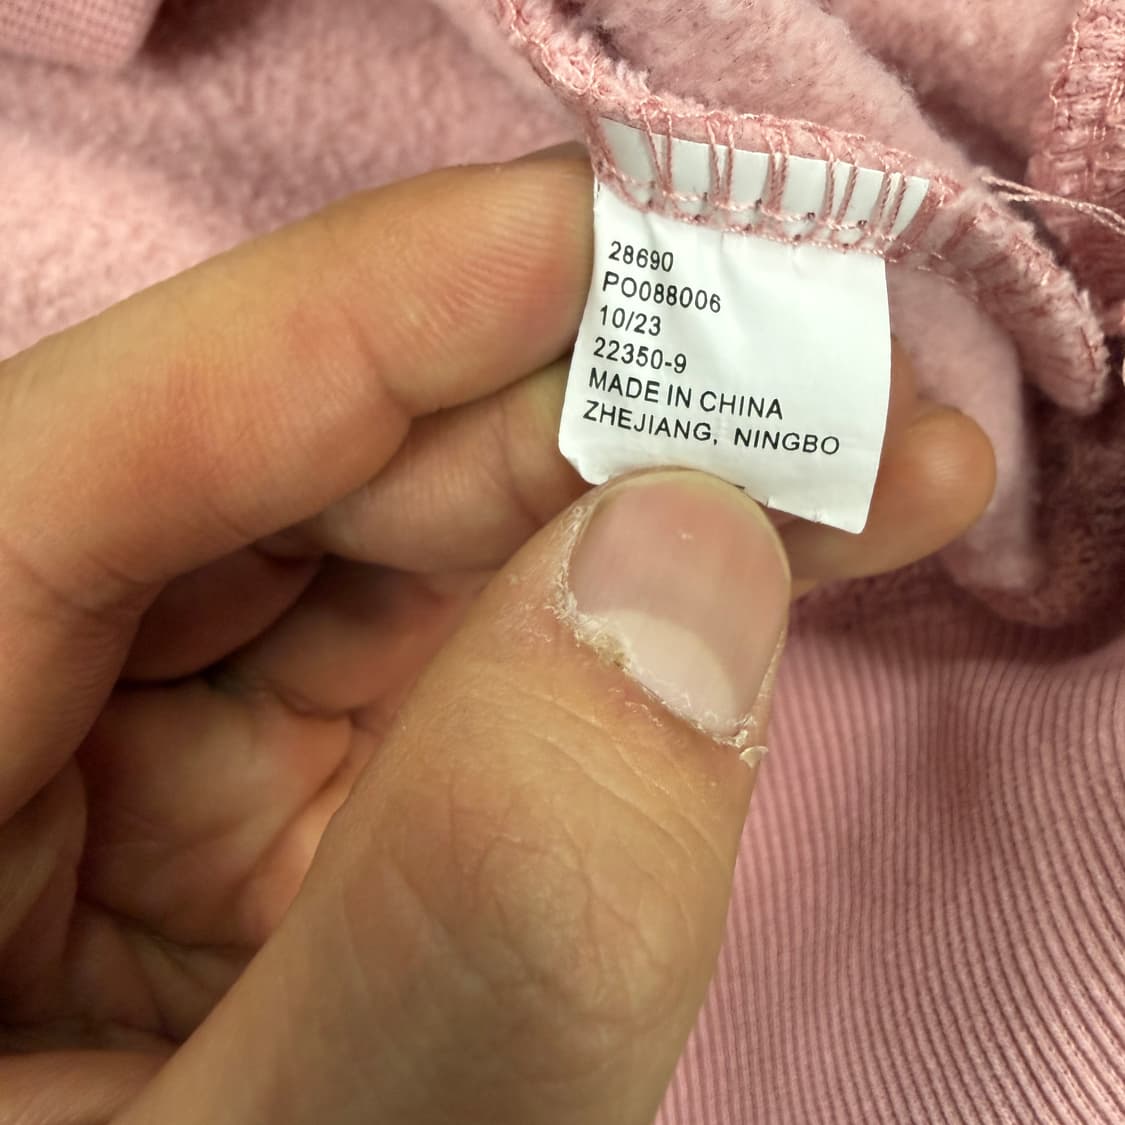 28690
PO088006
10/23
22350-9
MADE IN CHINA
ZHEJIANG, NINGBO